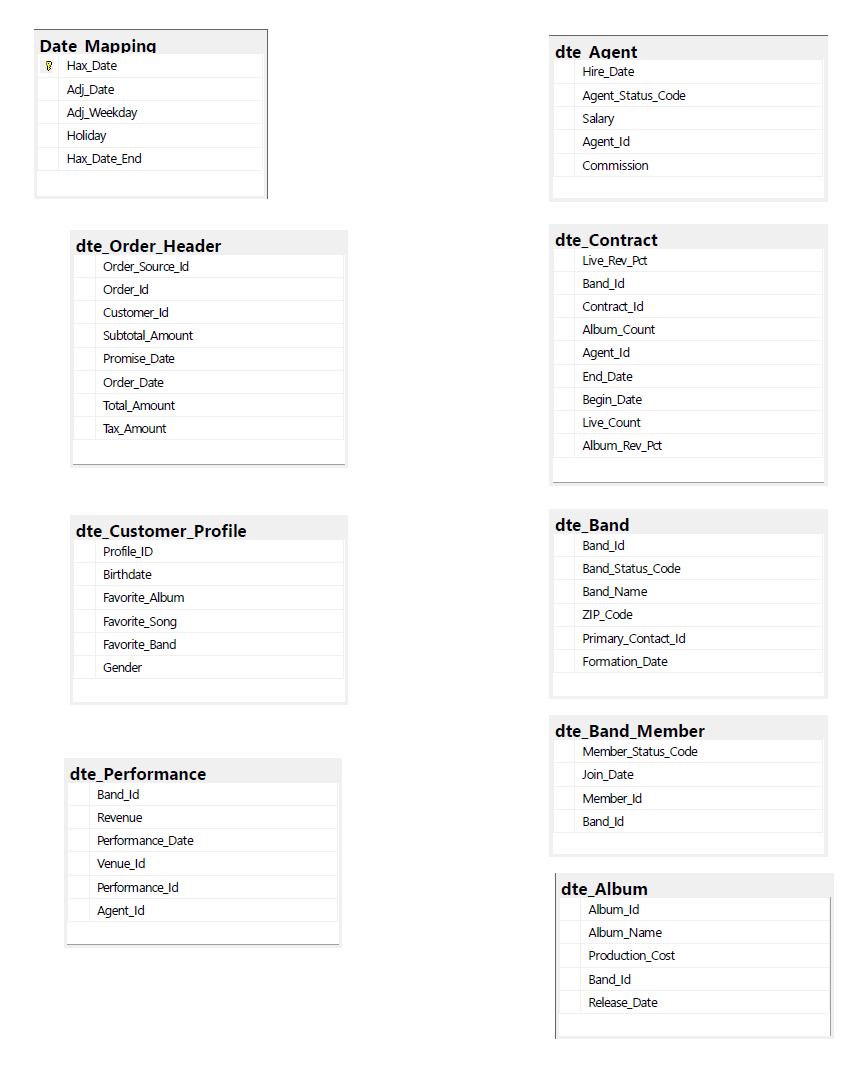 Date_Mapping
Hax_Date
Adj_Date
Adj_Weekday
Holiday
Hax_Date_End
dte_Order_Header
Order_Source_Id
Order_Id
Customer_Id
Subtotal_Amount
Promise_Date
Order_Date
Total_Amount
Tax_Amount
dte_Customer_Profile
Profile_ID
Birthdate
Favorite_Album
Favorite_Song
Favorite_Band
Gender
dte_Performance
Band_Id
Revenue
Performance_Date
Venue_Id
Performance_Id
Agent_Id
dte_Agent
Hire_Date
Agent_Status_Code
Salary
Agent_Id
Commission
dte_Contract
Live_Rev_Pct
Band_Id
Contract_Id
Album_Count
Agent_Id
End_Date
Begin_Date
Live_Count
Album_Rev_Pct
dte_Band
Band_Id
Band_Status_Code
Band_Name
ZIP_Code
Primary_Contact_Id
Formation_Date
dte_Band_Member
Member_Status_Code
Join_Date
Member_Id
Band_Id
dte_Album
Album_Id
Album_Name
Production_Cost
Band_Id
Release_Date